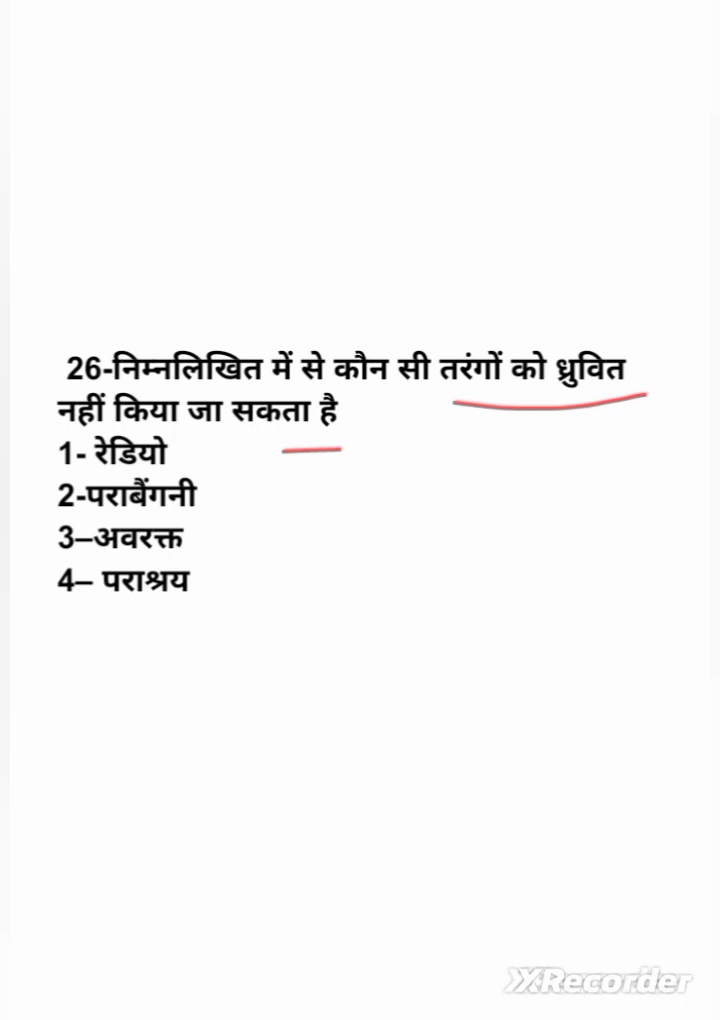 26-निम्नलिखित में से कौन सी तरंगों को ध्रुवित
नहीं किया जा सकता है
1- रेडियो
2-पराबैंगनी
3–अवरक्त
4– पराश्रय
XRecorder